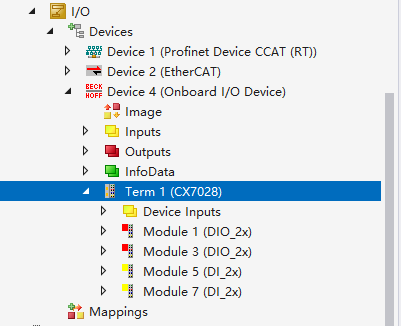 I/O
Devices
Device 1 (Profinet Device CCAT (RT))
Device 2 (EtherCAT)
BECK HOFF Device 4 (Onboard I/O Device)
Image
Inputs
Outputs
InfoData
Term 1 (CX7028)
Device Inputs
Module 1 (DIO_2x)
Module 3 (DIO_2x)
Module 5 (DI_2x)
Module 7 (DI_2x)
Mappings